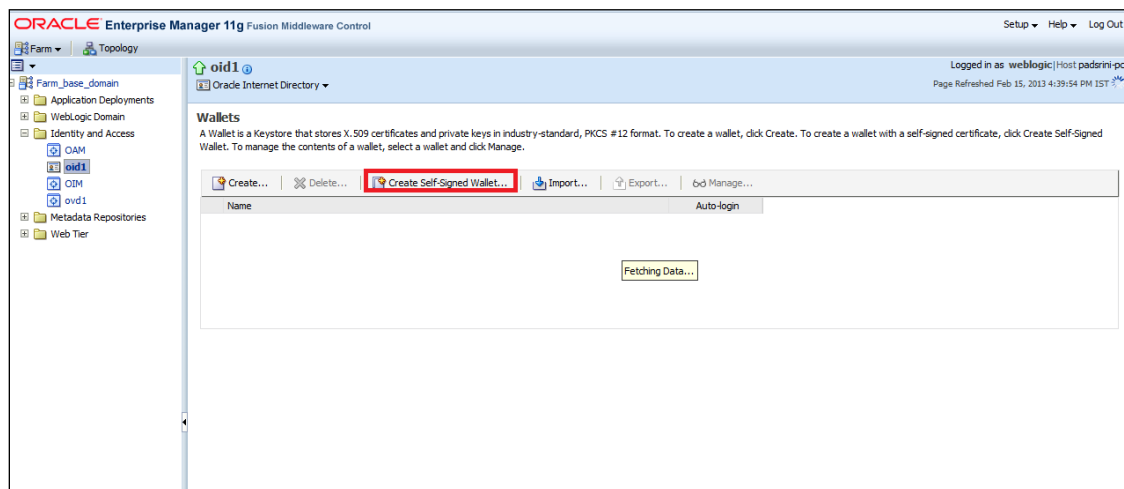 ORACLE Enterprise Manager 11g Fusion Middleware Control
Setup Help Log Out
Farm Topology
oid1
Logged in as weblogic|Host padsrini-pc
Oracle Internet Directory
Page Refreshed Feb 15, 2013 4:39:54 PM IST
Farm_base_domain
Application Deployments
WebLogic Domain
Identity and Access
OAM
oid1
OIM
ovd1
Metadata Repositories
Web Tier
Wallets
A Wallet is a Keystore that stores X.509 certificates and private keys in industry-standard, PKCS #12 format. To create a wallet, click Create. To create a wallet with a self-signed certificate, click Create Self-Signed
Wallet. To manage the contents of a wallet, select a wallet and click Manage.
Create... Delete... Create Self-Signed Wallet... Import... Export... Manage...
Name Auto-login
Fetching Data...